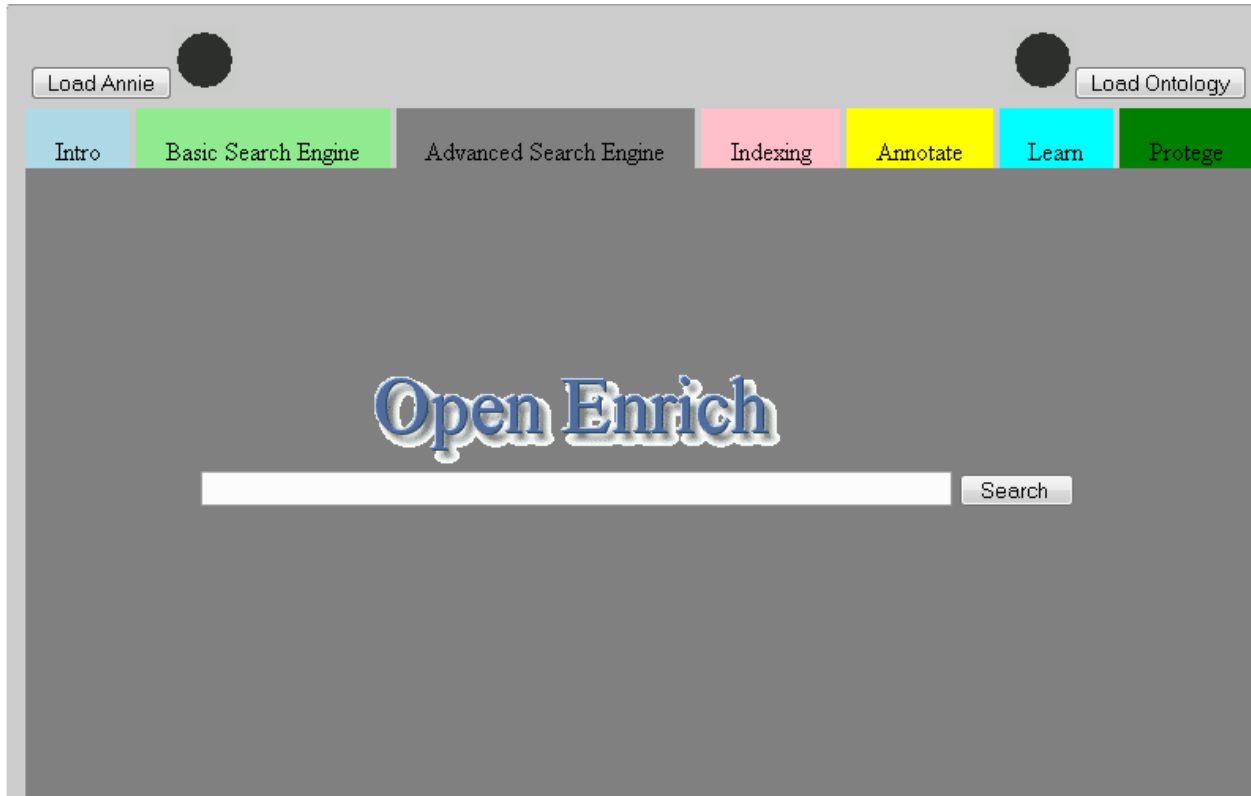 Load Annie
Load Ontology
Intro
Basic Search Engine
Advanced Search Engine
Indexing
Annotate
Learn
Protege
Open Enrich
Search